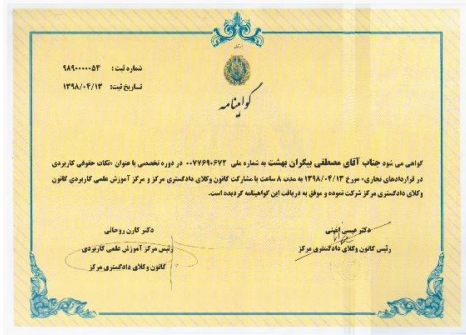 شماره ثبت: ۹۸۹۰۰۰۰۰۵۴
تاریخ ثبت: ۱۳۹۸/۰۴/۱۳
گواهینامه
گواهی می شود جناب آقای مصطفی بیگران بهشت به شماره ملی ۰۰۷۷۶۹۰۶۷۲ در دوره تخصصی با عنوان «نکات حقوقی کاربردی
در قراردادهای تجاری» مورخ ۱۳۹۸/۰۴/۱۳ به مدت ۸ ساعت با مشارکت کانون وکلای دادگستری مرکز و مرکز آموزش علمی کاربردی کانون
وکلای دادگستری مرکز شرکت نموده و موفق به دریافت این گواهینامه گردیده است.
دکتر عیسی امینی
رئیس کانون وکلای دادگستری مرکز
دکتر کارن روحانی
رئیس مرکز آموزش علمی کاربردی
کانون وکلای دادگستری مرکز